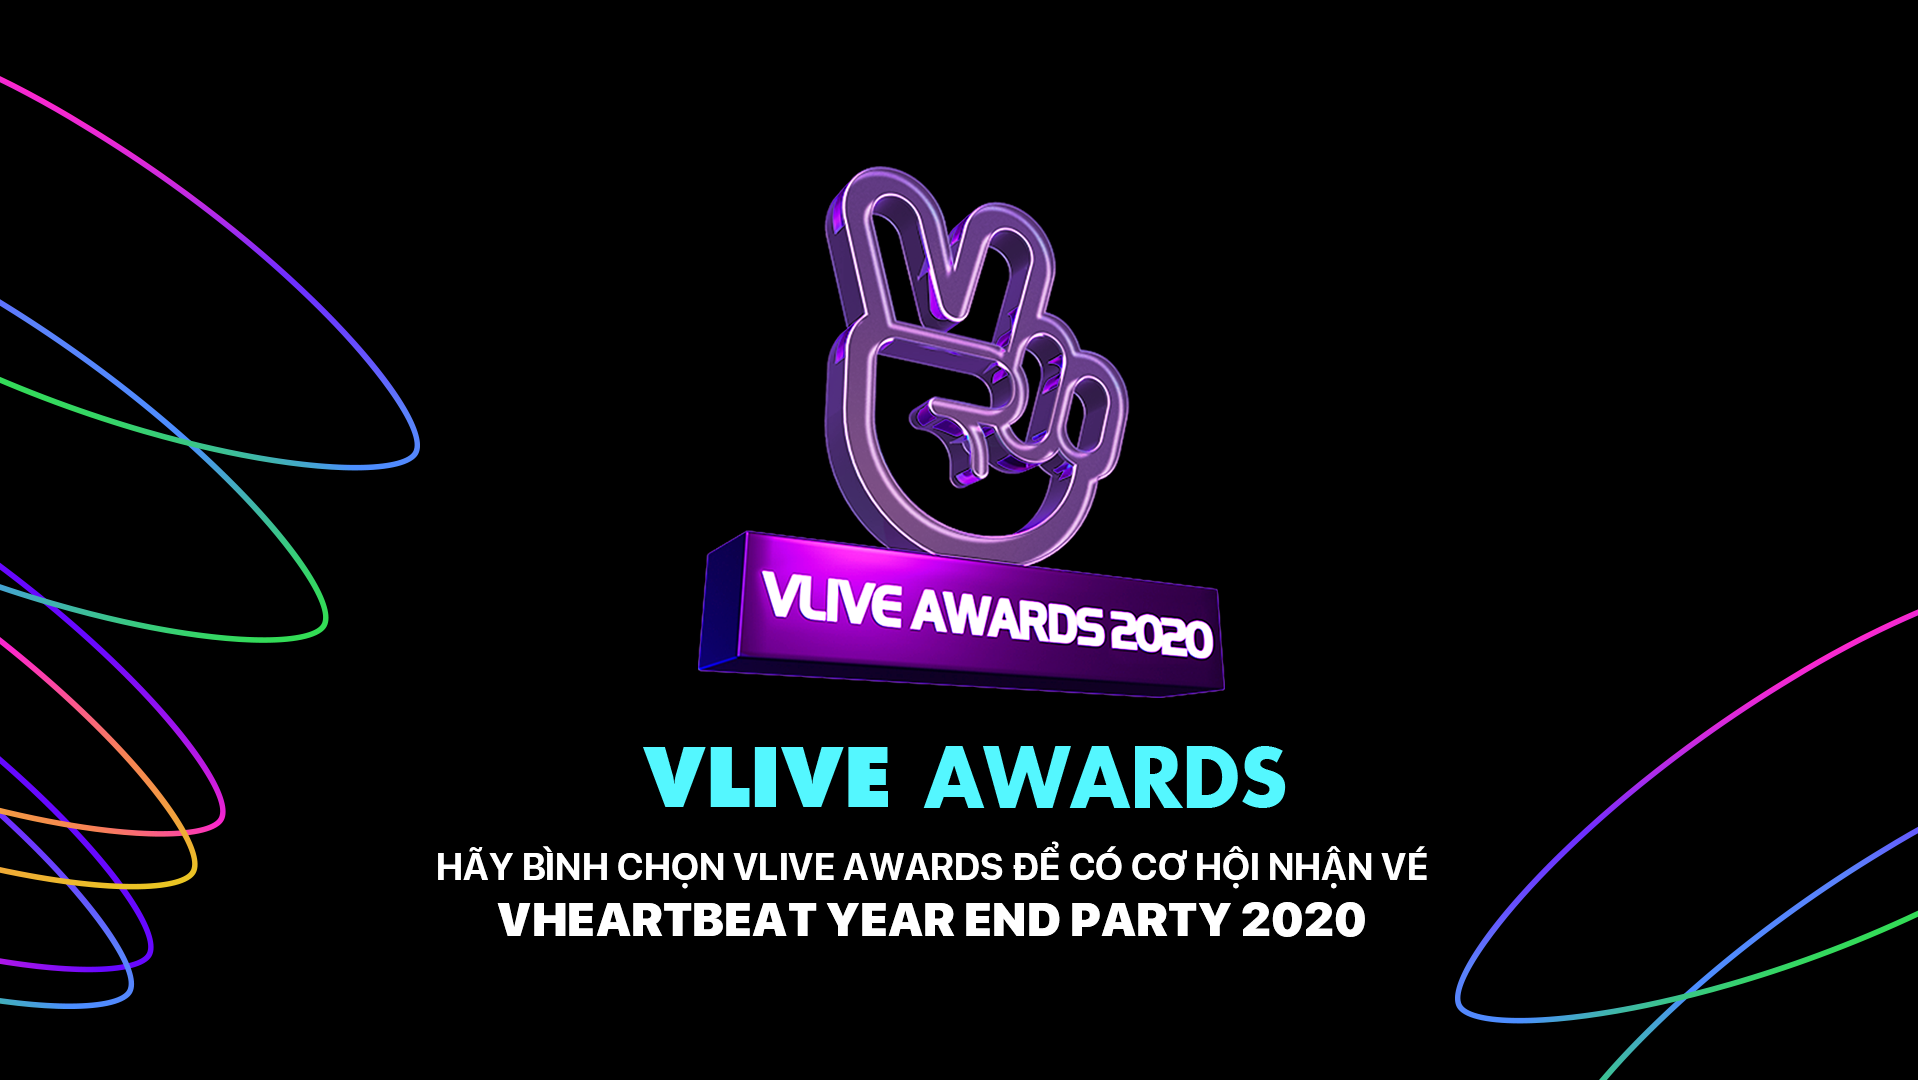 VLIVE AWARDS 2020
VLIVE AWARDS
HÃY BÌNH CHỌN VLIVE AWARDS ĐỂ CÓ CƠ HỘI NHẬN VÉ
VHEARTBEAT YEAR END PARTY 2020